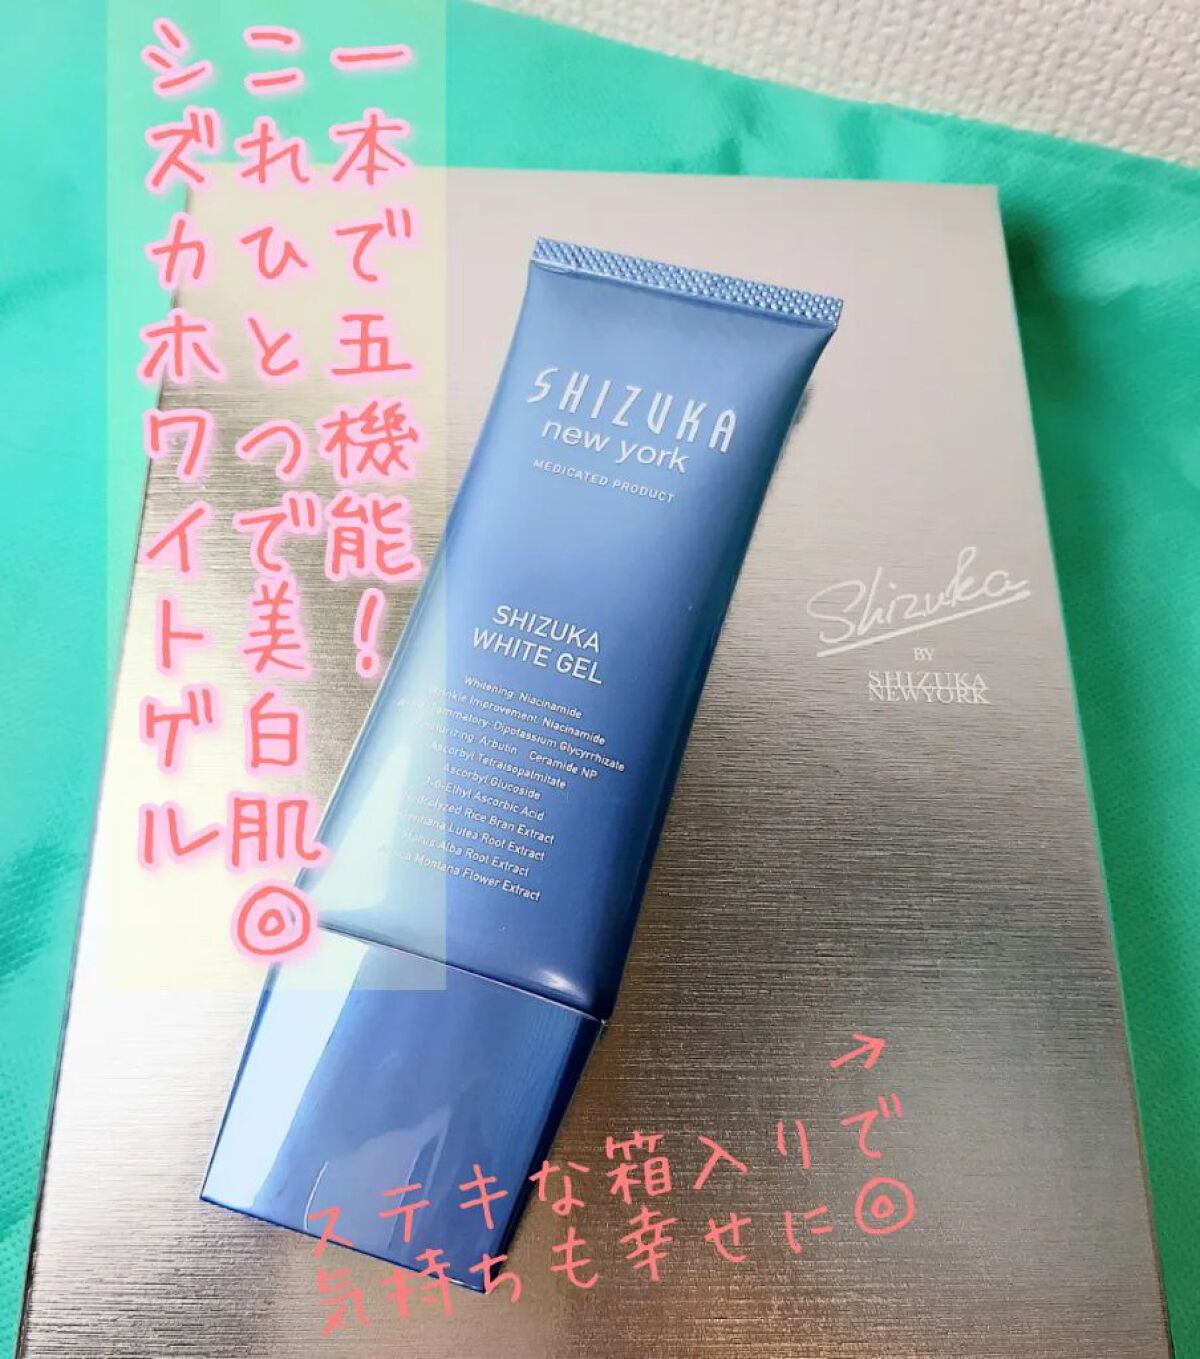 一本で五機能！
これひとつで美白肌◎
シズカホワイトゲル
SHIZUKA
new york
MEDICATED PRODUCT
SHIZUKA
WHITE GEL
Whitening: Niacinamide
Wrinkle Improvement: Niacinamide
Dipotassium Glycyrrhizate
Arbutin Ceramide NP
Ascorbyl Tetraisopalmitate
Ascorbyl Glucoside
3-O-Ethyl Ascorbic Acid
Hydrolyzed Rice Bran Extract
Gentiana Lutea Root Extract
Morus Alba Root Extract
Arnica Montana Flower Extract
Shizuka
BY
SHIZUKA
NEWYORK
→
ステキな箱入りで
気持ちも幸せに◎